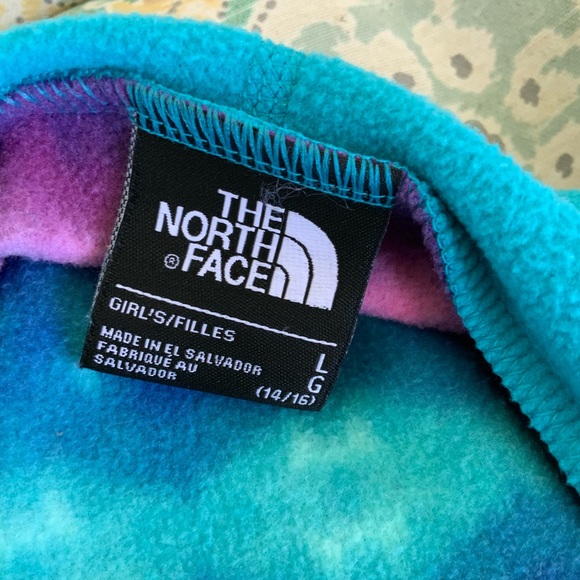 THE
NORTH
FACE®
GIRL'S/FILLES
MADE IN EL SALVADOR
FABRIQUÉ AU
SALVADOR
L
G
(14/16)